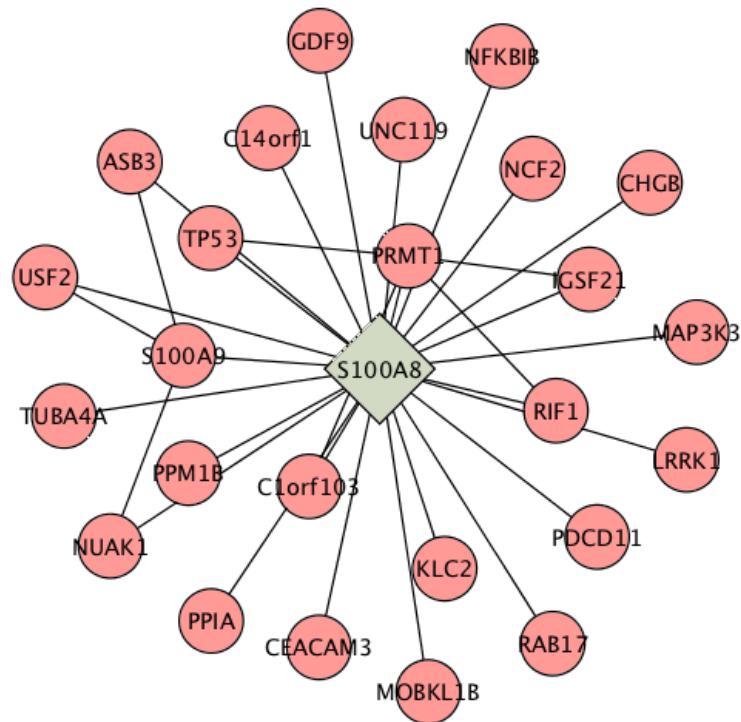 GDF9
NFKBIB
C14orf1
UNC119
ASB3
NCF2
CHGB
TP53
PRMT1
USF2
IGSF21
MAP3K3
S100A9
S100A8
TUBA4A
RIF1
LRRK1
PPM1B
C1orf103
PDCD11
NUAK1
KLC2
PPIA
CEACAM3
RAB17
MOBKL1B